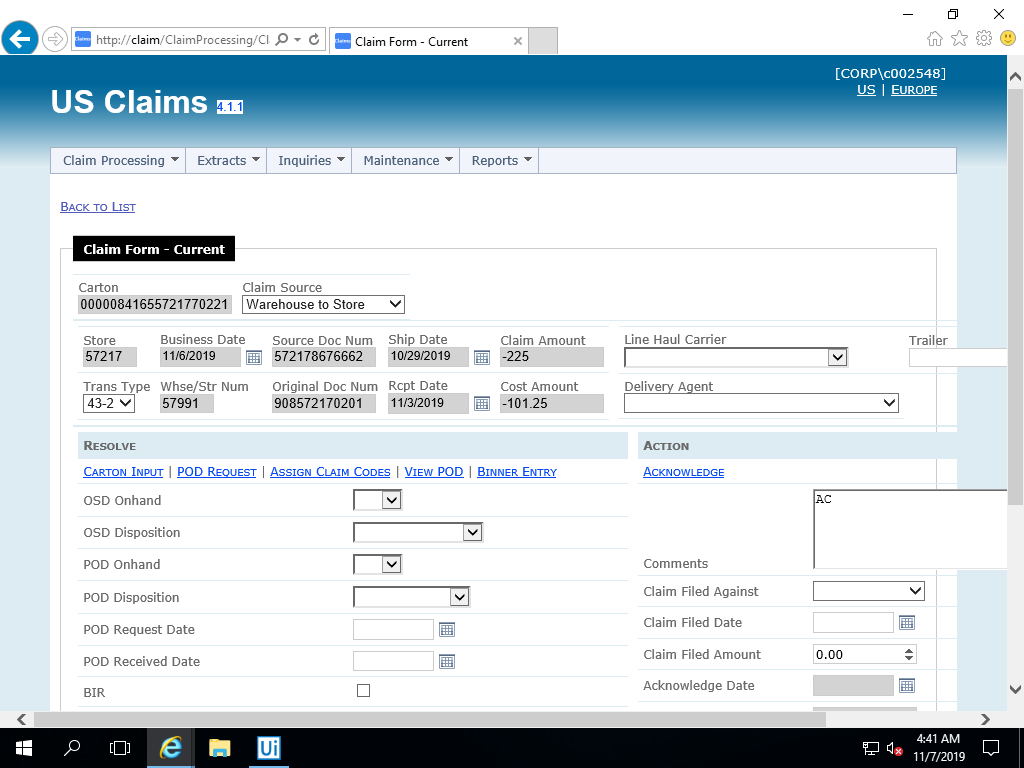 http://claim/ClaimProcessing/Cl
Claim Form - Current
[CORP\c002548]
US | EUROPE
US Claims 4.1.1
Claim Processing Extracts Inquiries Maintenance Reports
BACK TO LIST
Claim Form - Current
Carton Claim Source
00000841655721770221 Warehouse to Store
Store Business Date Source Doc Num Ship Date Claim Amount Line Haul Carrier Trailer
57217 11/6/2019 572178676662 10/29/2019 -225
Trans Type Whse/Str Num Original Doc Num Rcpt Date Cost Amount Delivery Agent
43-2 57991 908572170201 11/3/2019 -101.25
RESOLVE ACTION
CARTON INPUT | POD REQUEST | ASSIGN CLAIM CODES | VIEW POD | BINNER ENTRY ACKNOWLEDGE
OSD Onhand AC
OSD Disposition
POD Onhand Comments
POD Disposition Claim Filed Against
POD Request Date Claim Filed Date
POD Received Date Claim Filed Amount 0.00
BIR Acknowledge Date
Ui
4:41 AM
11/7/2019